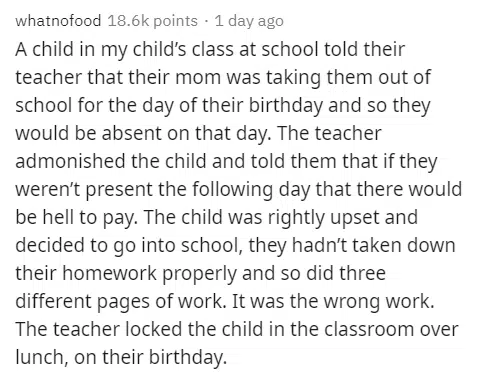 whatnofood 18.6k points · 1 day ago
A child in my child’s class at school told their
teacher that their mom was taking them out of
school for the day of their birthday and so they
would be absent on that day. The teacher
admonished the child and told them that if they
weren’t present the following day that there would
be hell to pay. The child was rightly upset and
decided to go into school, they hadn’t taken down
their homework properly and so did three
different pages of work. It was the wrong work.
The teacher locked the child in the classroom over
lunch, on their birthday.